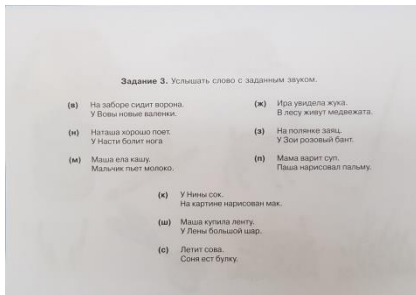 Задание 3. Услышать слово с заданным звуком.
(в) На заборе сидит ворона.
У Вовы новые валенки.
(н) Наташа хорошо поет.
У Насти болит нога
(м) Маша ела кашу.
Мальчик пьет молоко.
(ж) Ира увидела жука.
В лесу живут медвежата.
(з) На полянке заяц.
У Зои розовый бант.
(п) Мама варит суп.
Паша нарисовал пальму.
(к) У Нины сок.
На картине нарисован мак.
(ш) Маша купила ленту.
У Лены большой шар.
(с) Летит сова.
Соня ест булку.